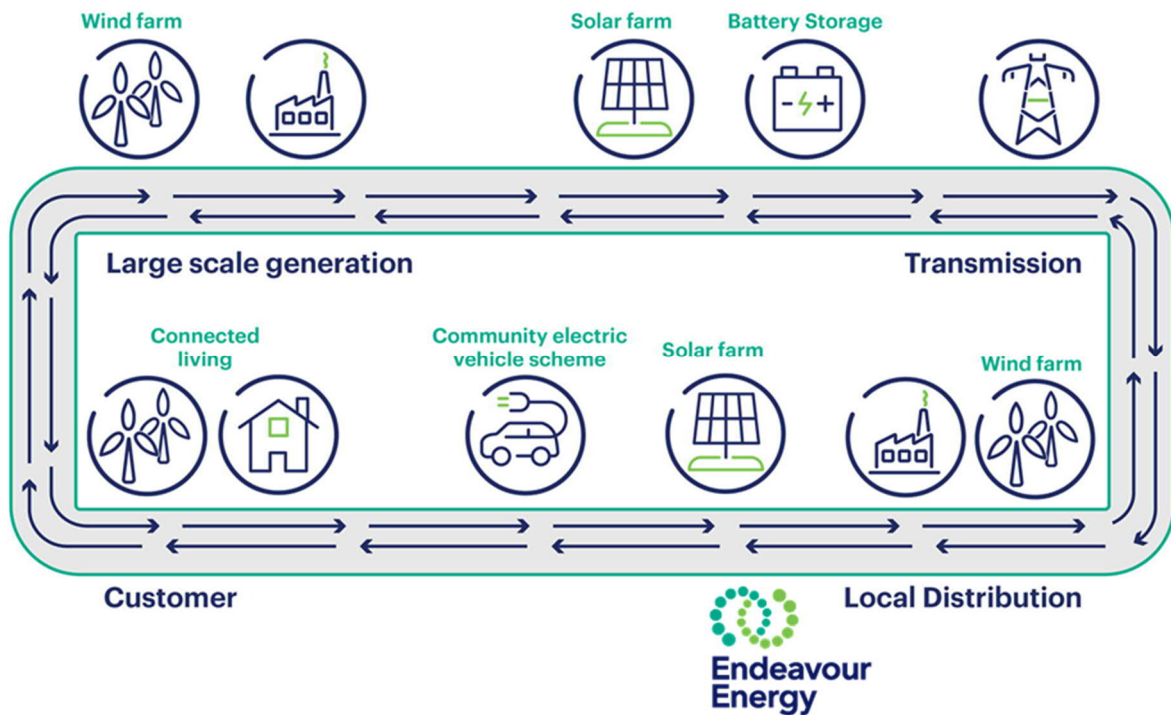 Wind farm
Solar farm
Battery Storage
Large scale generation
Transmission
Connected
living
Community electric
vehicle scheme
Solar farm
Wind farm
Customer
Local Distribution
Endeavour
Energy